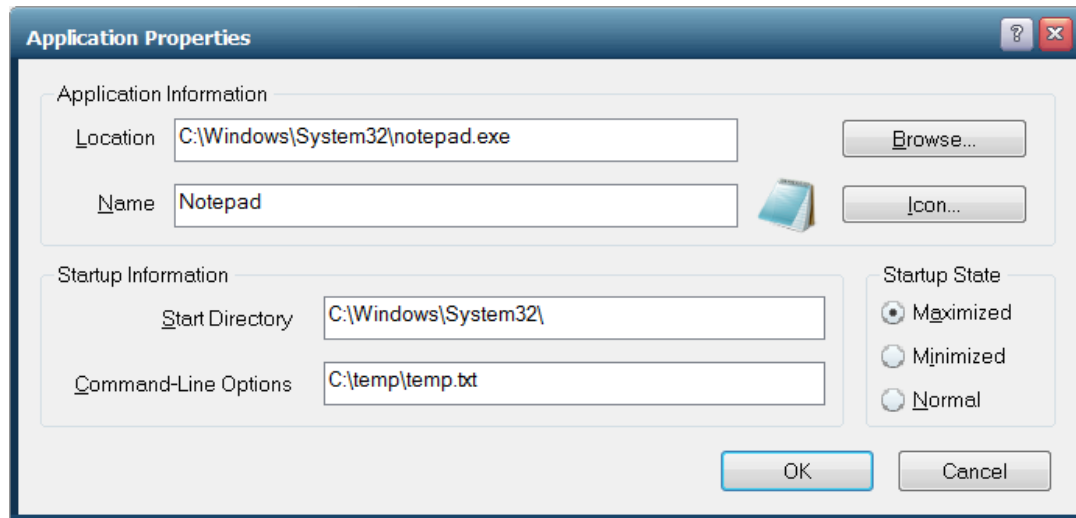 Application Properties
?
Application Information
Location C:\Windows\System32\notepad.exe Browse...
Name Notepad Icon...
Startup Information Startup State
Start Directory C:\Windows\System32\ Maximized
Minimized
Command-Line Options C:\temp\temp.txt
Normal
OK Cancel